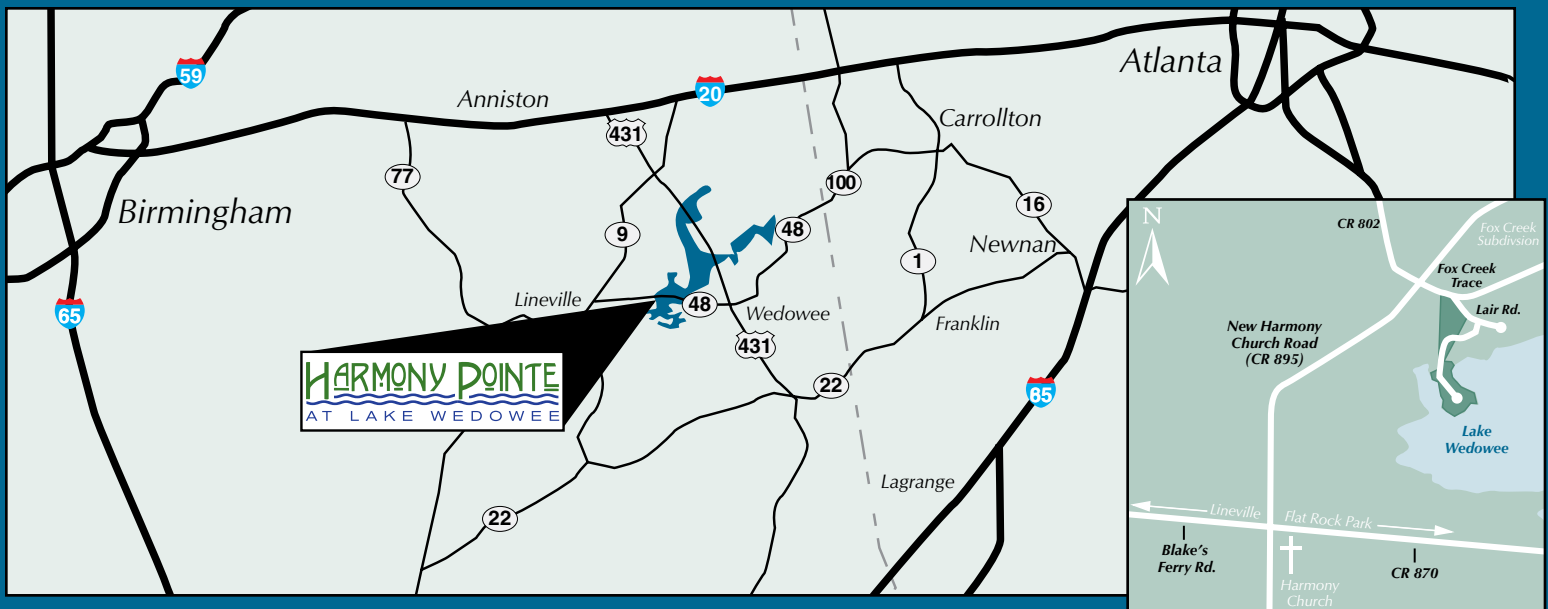 59
Atlanta
Anniston
20
Carrollton
431
77
100
16
Birmingham
9
48
Newnan
1
Lineville
48
Wedowee
65
Franklin
431
HARMONY POINTE
AT LAKE WEDOWEE
22
85
Lagrange
22
N
CR 802
Fox Creek
Subdivsion
Fox Creek
Trace
Lair Rd.
New Harmony
Church Road
(CR 895)
Lake
Wedowee
Lineville
Flat Rock Park
Blake's
Ferry Rd.
CR 870
Harmony
Church